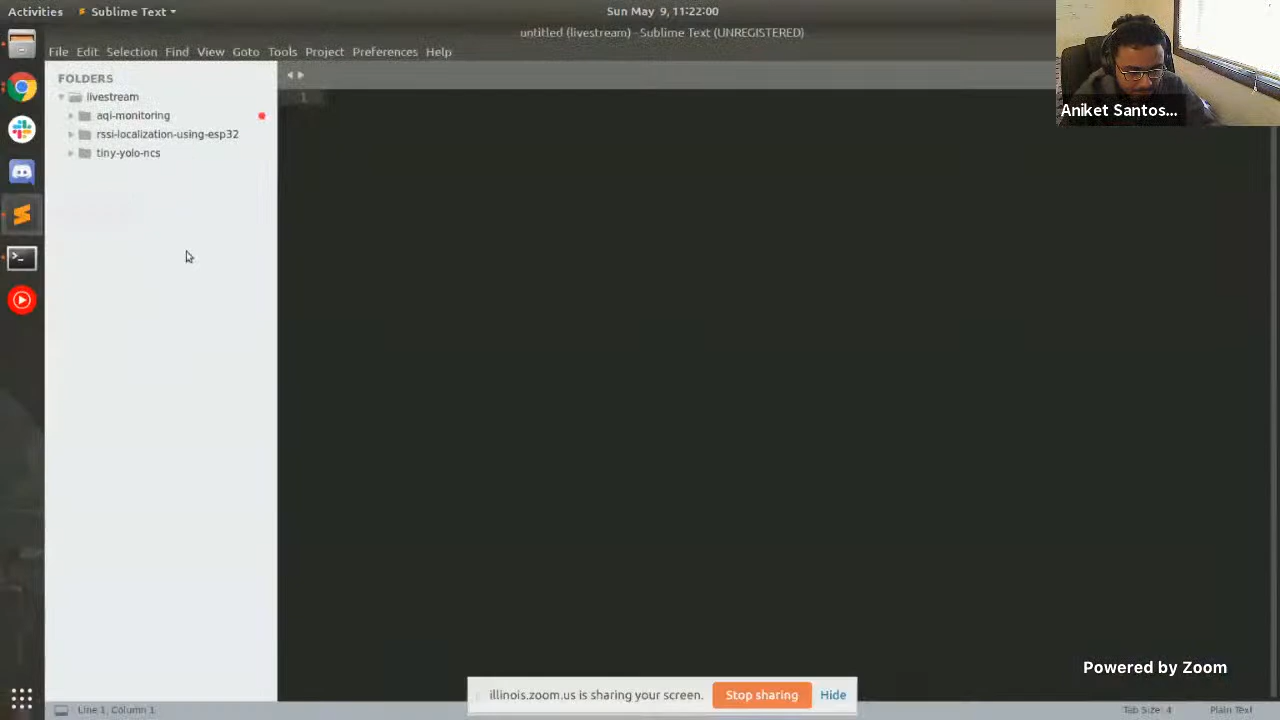 Activities
Sublime Text
Sun May 9, 11:22:00
untitled (livestream) - Sublime Text (UNREGISTERED)
File Edit Selection Find View Goto Tools Project Preferences Help
FOLDERS
livestream
aqi-monitoring
rssi-localization-using-esp32
tiny-yolo-ncs
1
Aniket Santos...
Powered by Zoom
illinois.zoom.us is sharing your screen.
Stop sharing
Hide
Line 1, Column 1
Tab Size: 4
Plain Text